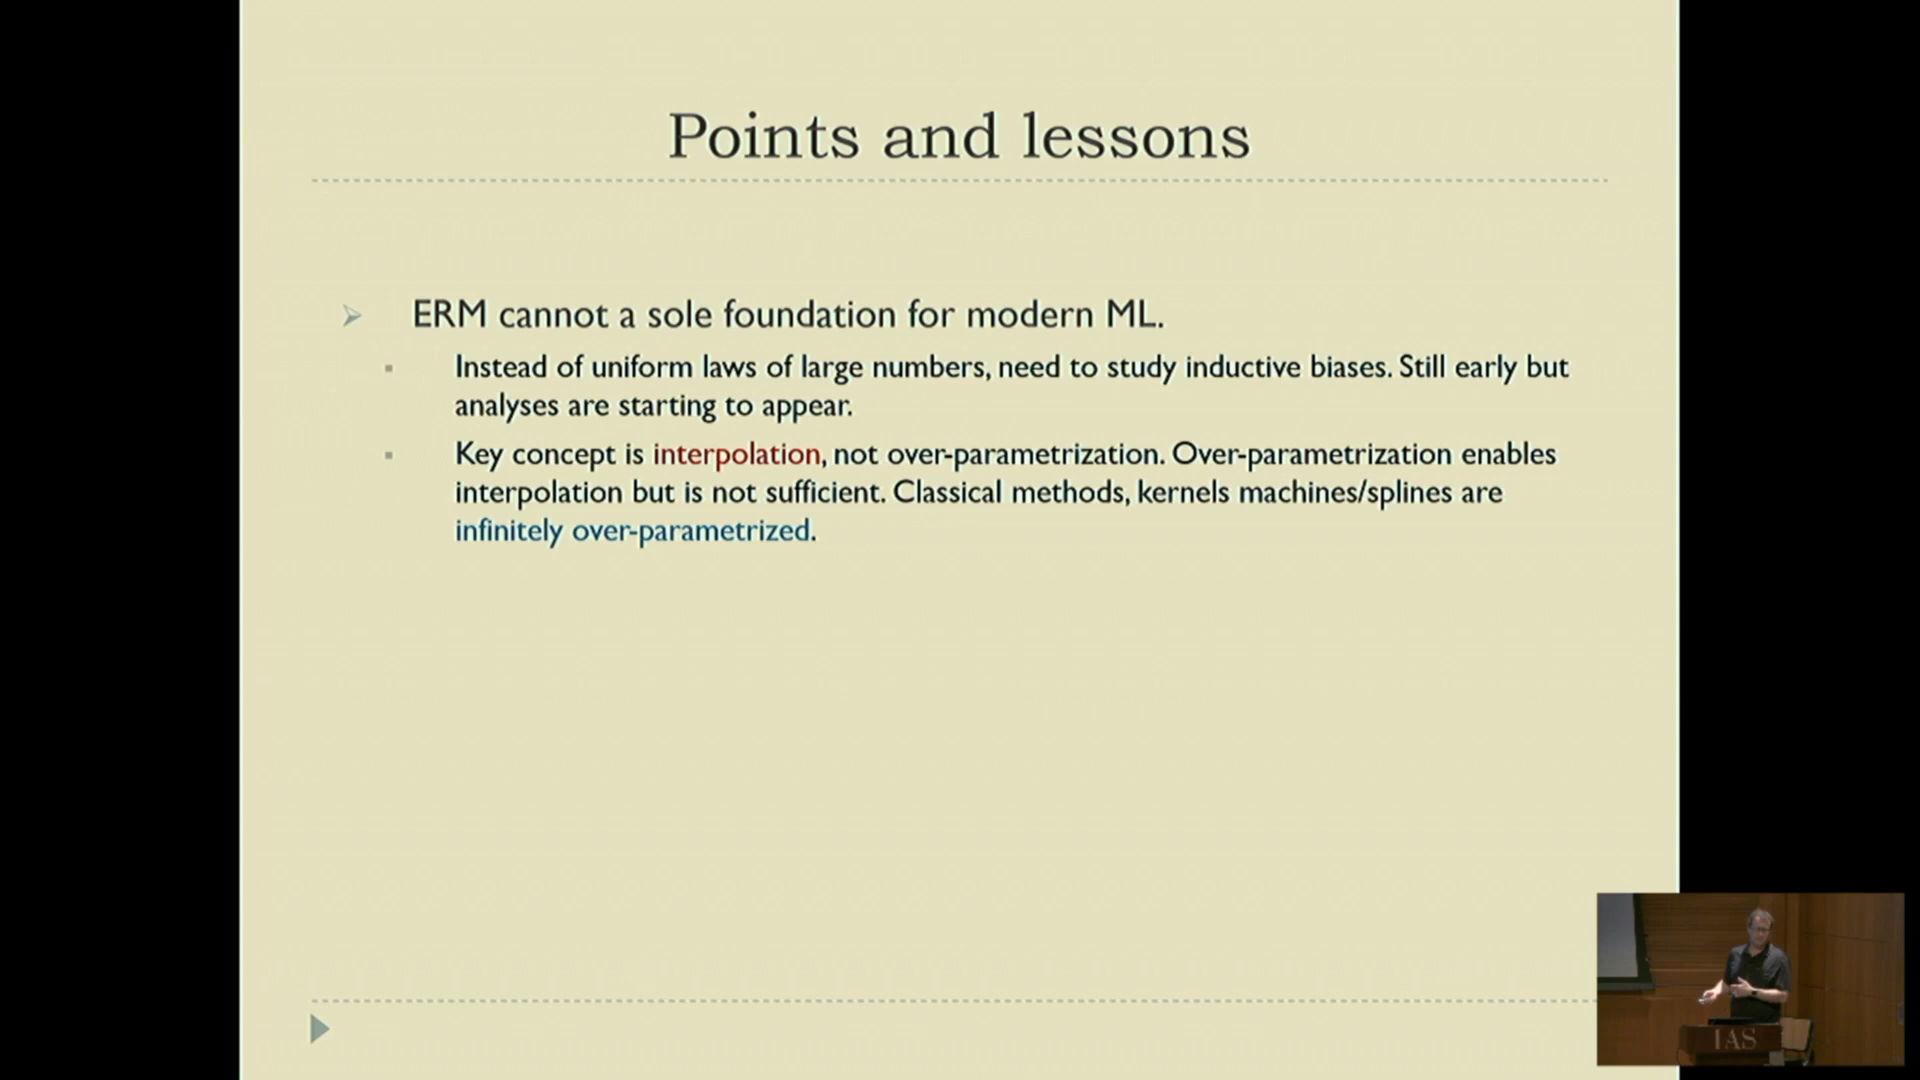 Points and lessons
ERM cannot a sole foundation for modern ML.
Instead of uniform laws of large numbers, need to study inductive biases. Still early but
analyses are starting to appear.
Key concept is interpolation, not over-parametrization. Over-parametrization enables
interpolation but is not sufficient. Classical methods, kernels machines/splines are
infinitely over-parametrized.
IAS